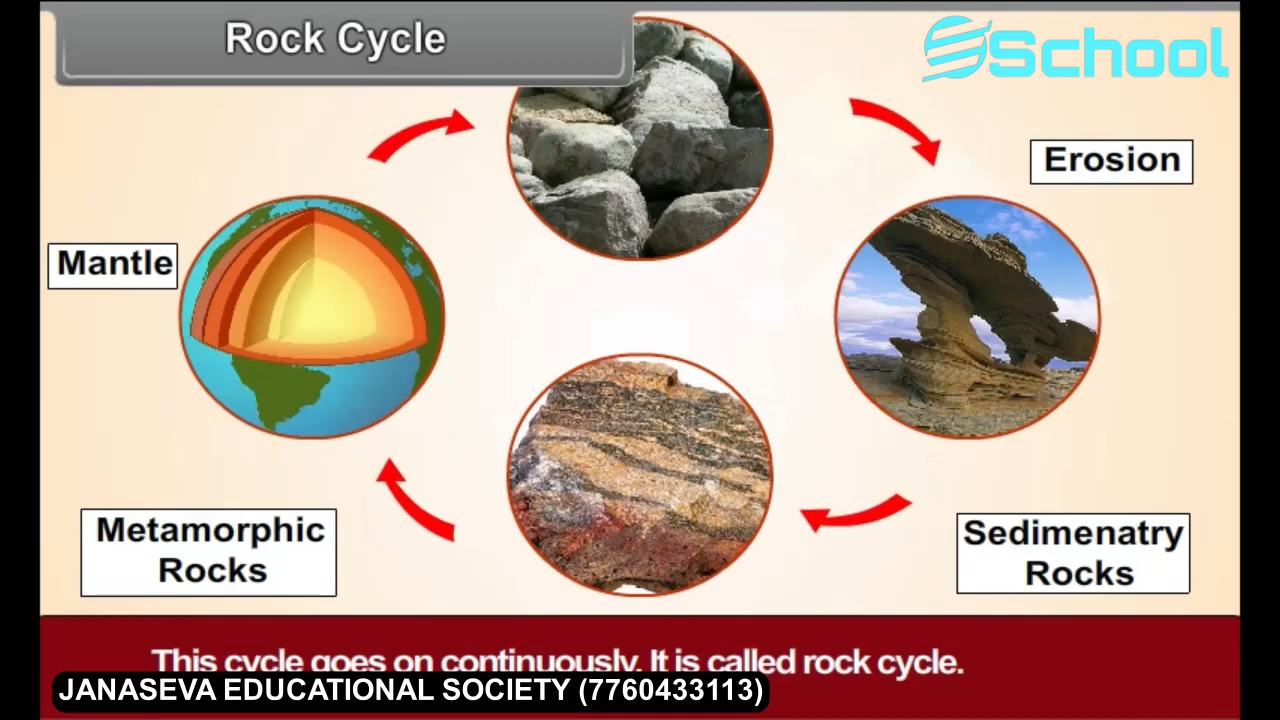 Rock Cycle
School
Erosion
Mantle
Metamorphic
Rocks
Sedimenatry
Rocks
This cycle goes on continuously. It is called rock cycle.
JANASEVA EDUCATIONAL SOCIETY (7760433113)